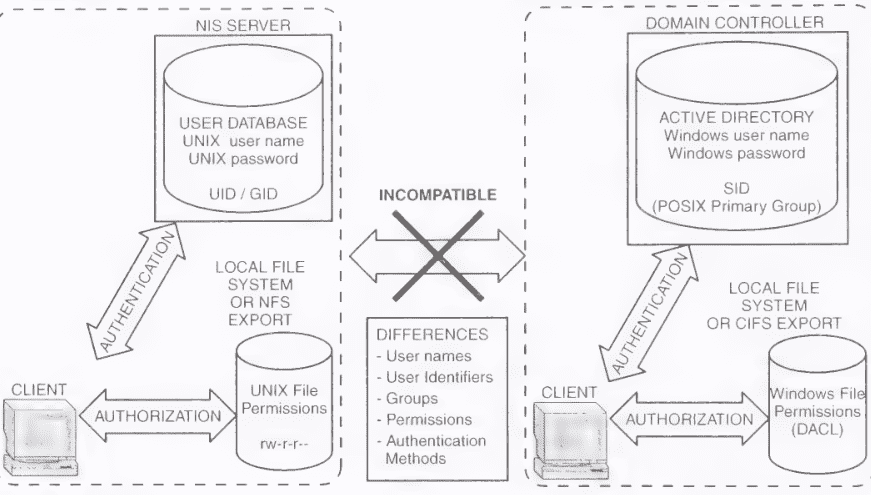 NIS SERVER
USER DATABASE
UNIX user name
UNIX password
UID / GID
AUTHENTICATION
LOCAL FILE
SYSTEM
OR NFS
EXPORT
CLIENT
AUTHORIZATION
UNIX File
Permissions
rw-r-r--
INCOMPATIBLE
DIFFERENCES
- User names
- User Identifiers
- Groups
- Permissions
- Authentication
Methods
DOMAIN CONTROLLER
ACTIVE DIRECTORY
Windows user name
Windows password
SID
(POSIX Primary Group)
AUTHENTICATION
LOCAL FILE
SYSTEM
OR CIFS EXPORT
CLIENT
AUTHORIZATION
Windows File
Permissions
(DACL)